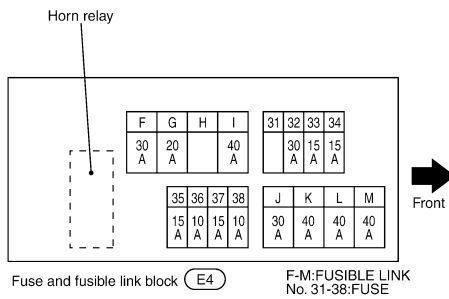 Horn relay
F G H I
30 A 20 A 40 A
31 32 33 34
30 A 15 A 15 A
35 36 37 38
15 A 10 A 15 A 10 A
J K L M
30 A 40 A 40 A 40 A
Front
Fuse and fusible link block E4
F-M:FUSIBLE LINK
No. 31-38:FUSE